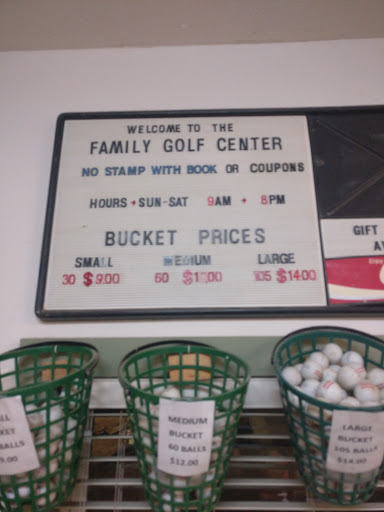 WELCOME TO THE
FAMILY GOLF CENTER
NO STAMP WITH BOOK OR COUPONS
HOURS + SUN-SAT 9AM + 8PM
BUCKET PRICES
SMALL MEDIUM LARGE
30 $9.00 60 105 $14.00
GIFT
MEDIUM
BUCKET
60 BALLS
$12.00
LARGE
BUCKET
105 BALLS
$14.00
BALLS